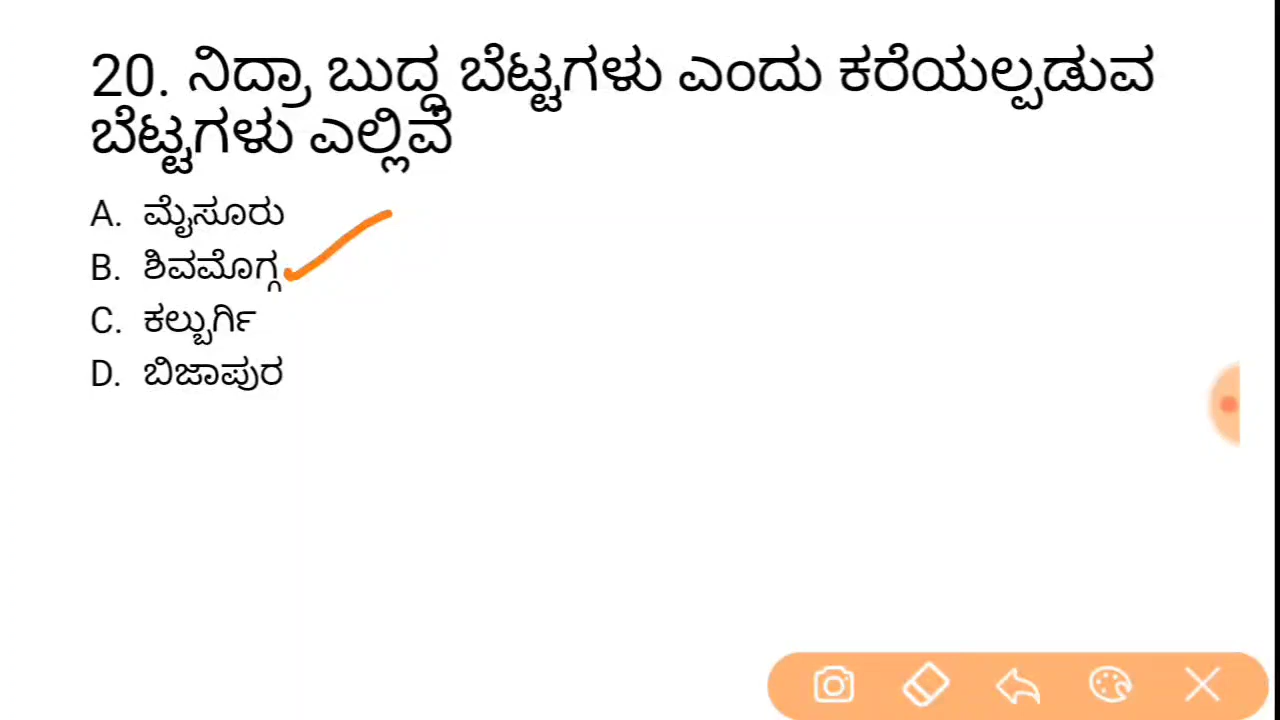 20. ನಿದ್ರಾ ಬುದ್ಧ ಬೆಟ್ಟಗಳು ಎಂದು ಕರೆಯಲ್ಪಡುವ
ಬೆಟ್ಟಗಳು ಎಲ್ಲಿವೆ
A. ಮೈಸೂರು
B. ಶಿವಮೊಗ್ಗ
C. ಕಲ್ಬುರ್ಗಿ
D. ಬಿಜಾಪುರ